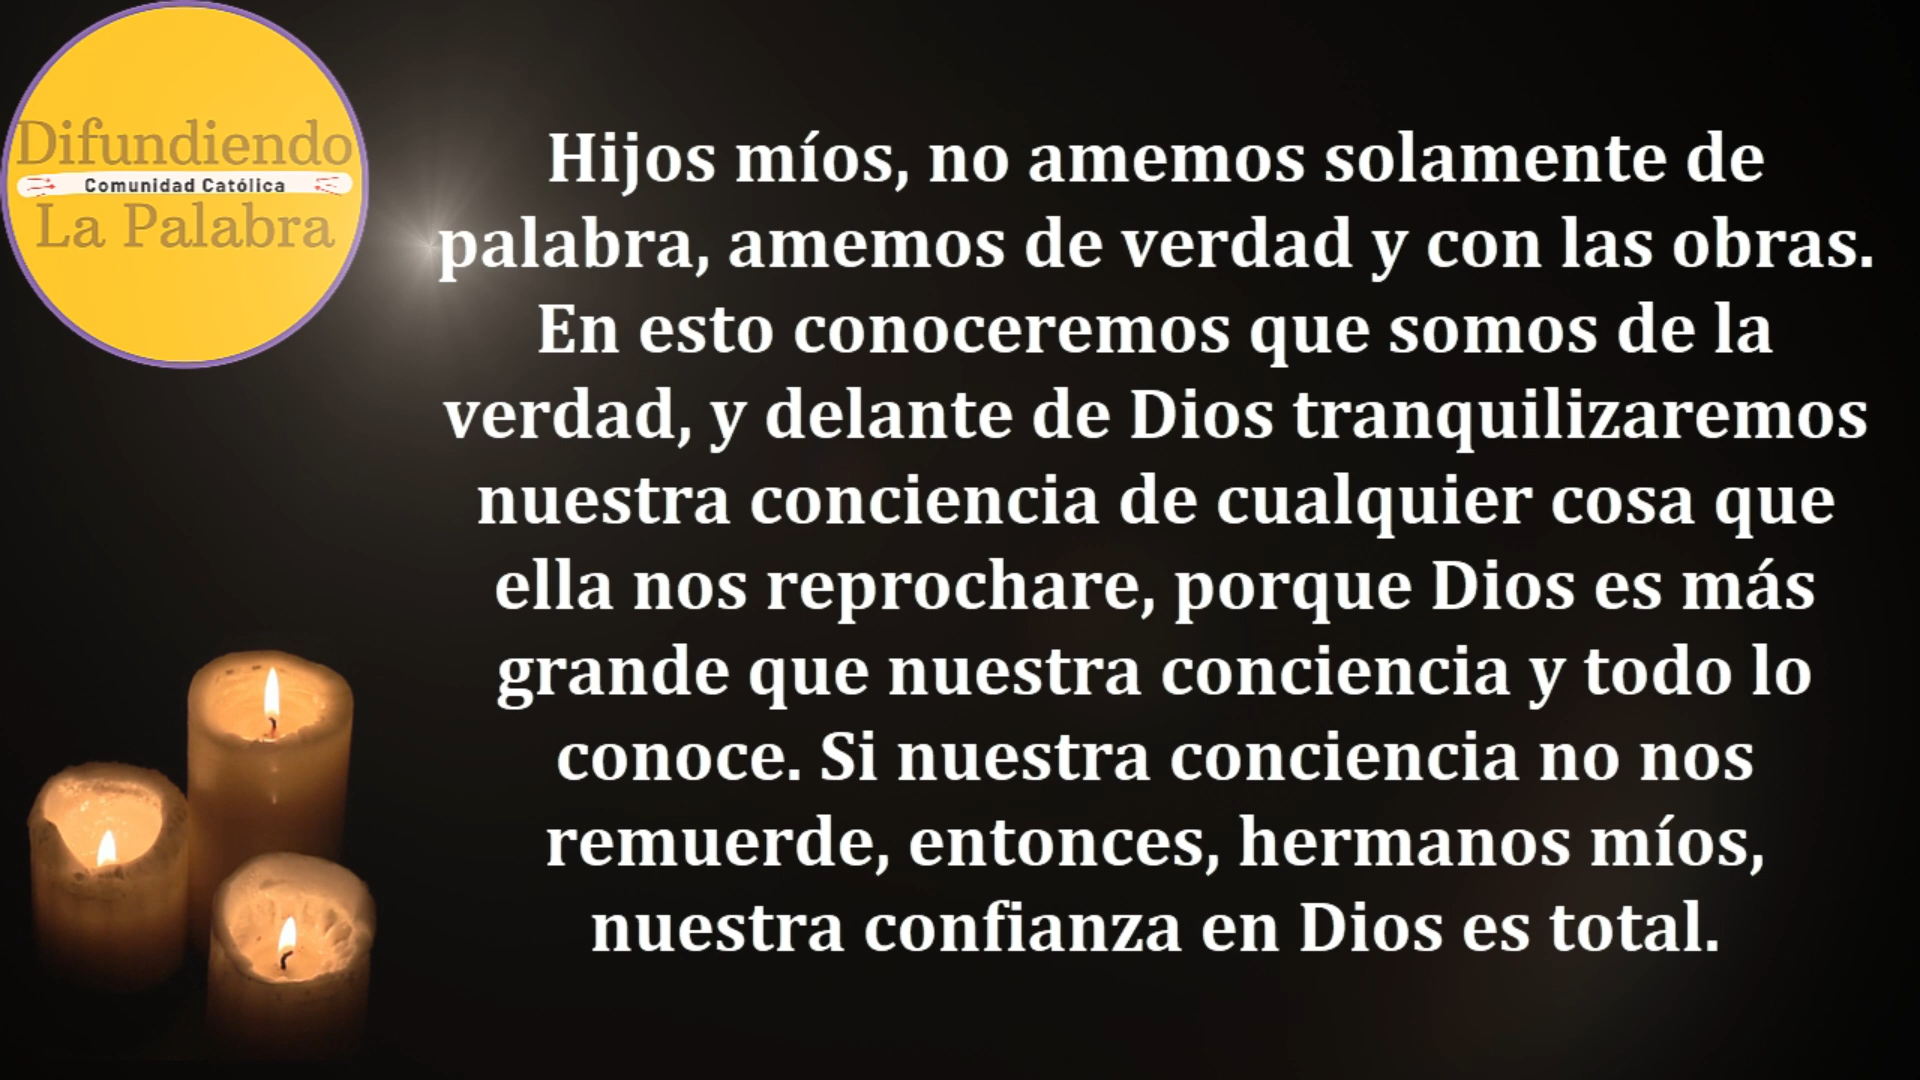 Difundiendo
Comunidad Católica
La Palabra
Hijos míos, no amemos solamente de
palabra, amemos de verdad y con las obras.
En esto conoceremos que somos de la
verdad, y delante de Dios tranquilizaremos
nuestra conciencia de cualquier cosa que
ella nos reprochare, porque Dios es más
grande que nuestra conciencia y todo lo
conoce. Si nuestra conciencia no nos
remuerde, entonces, hermanos míos,
nuestra confianza en Dios es total.